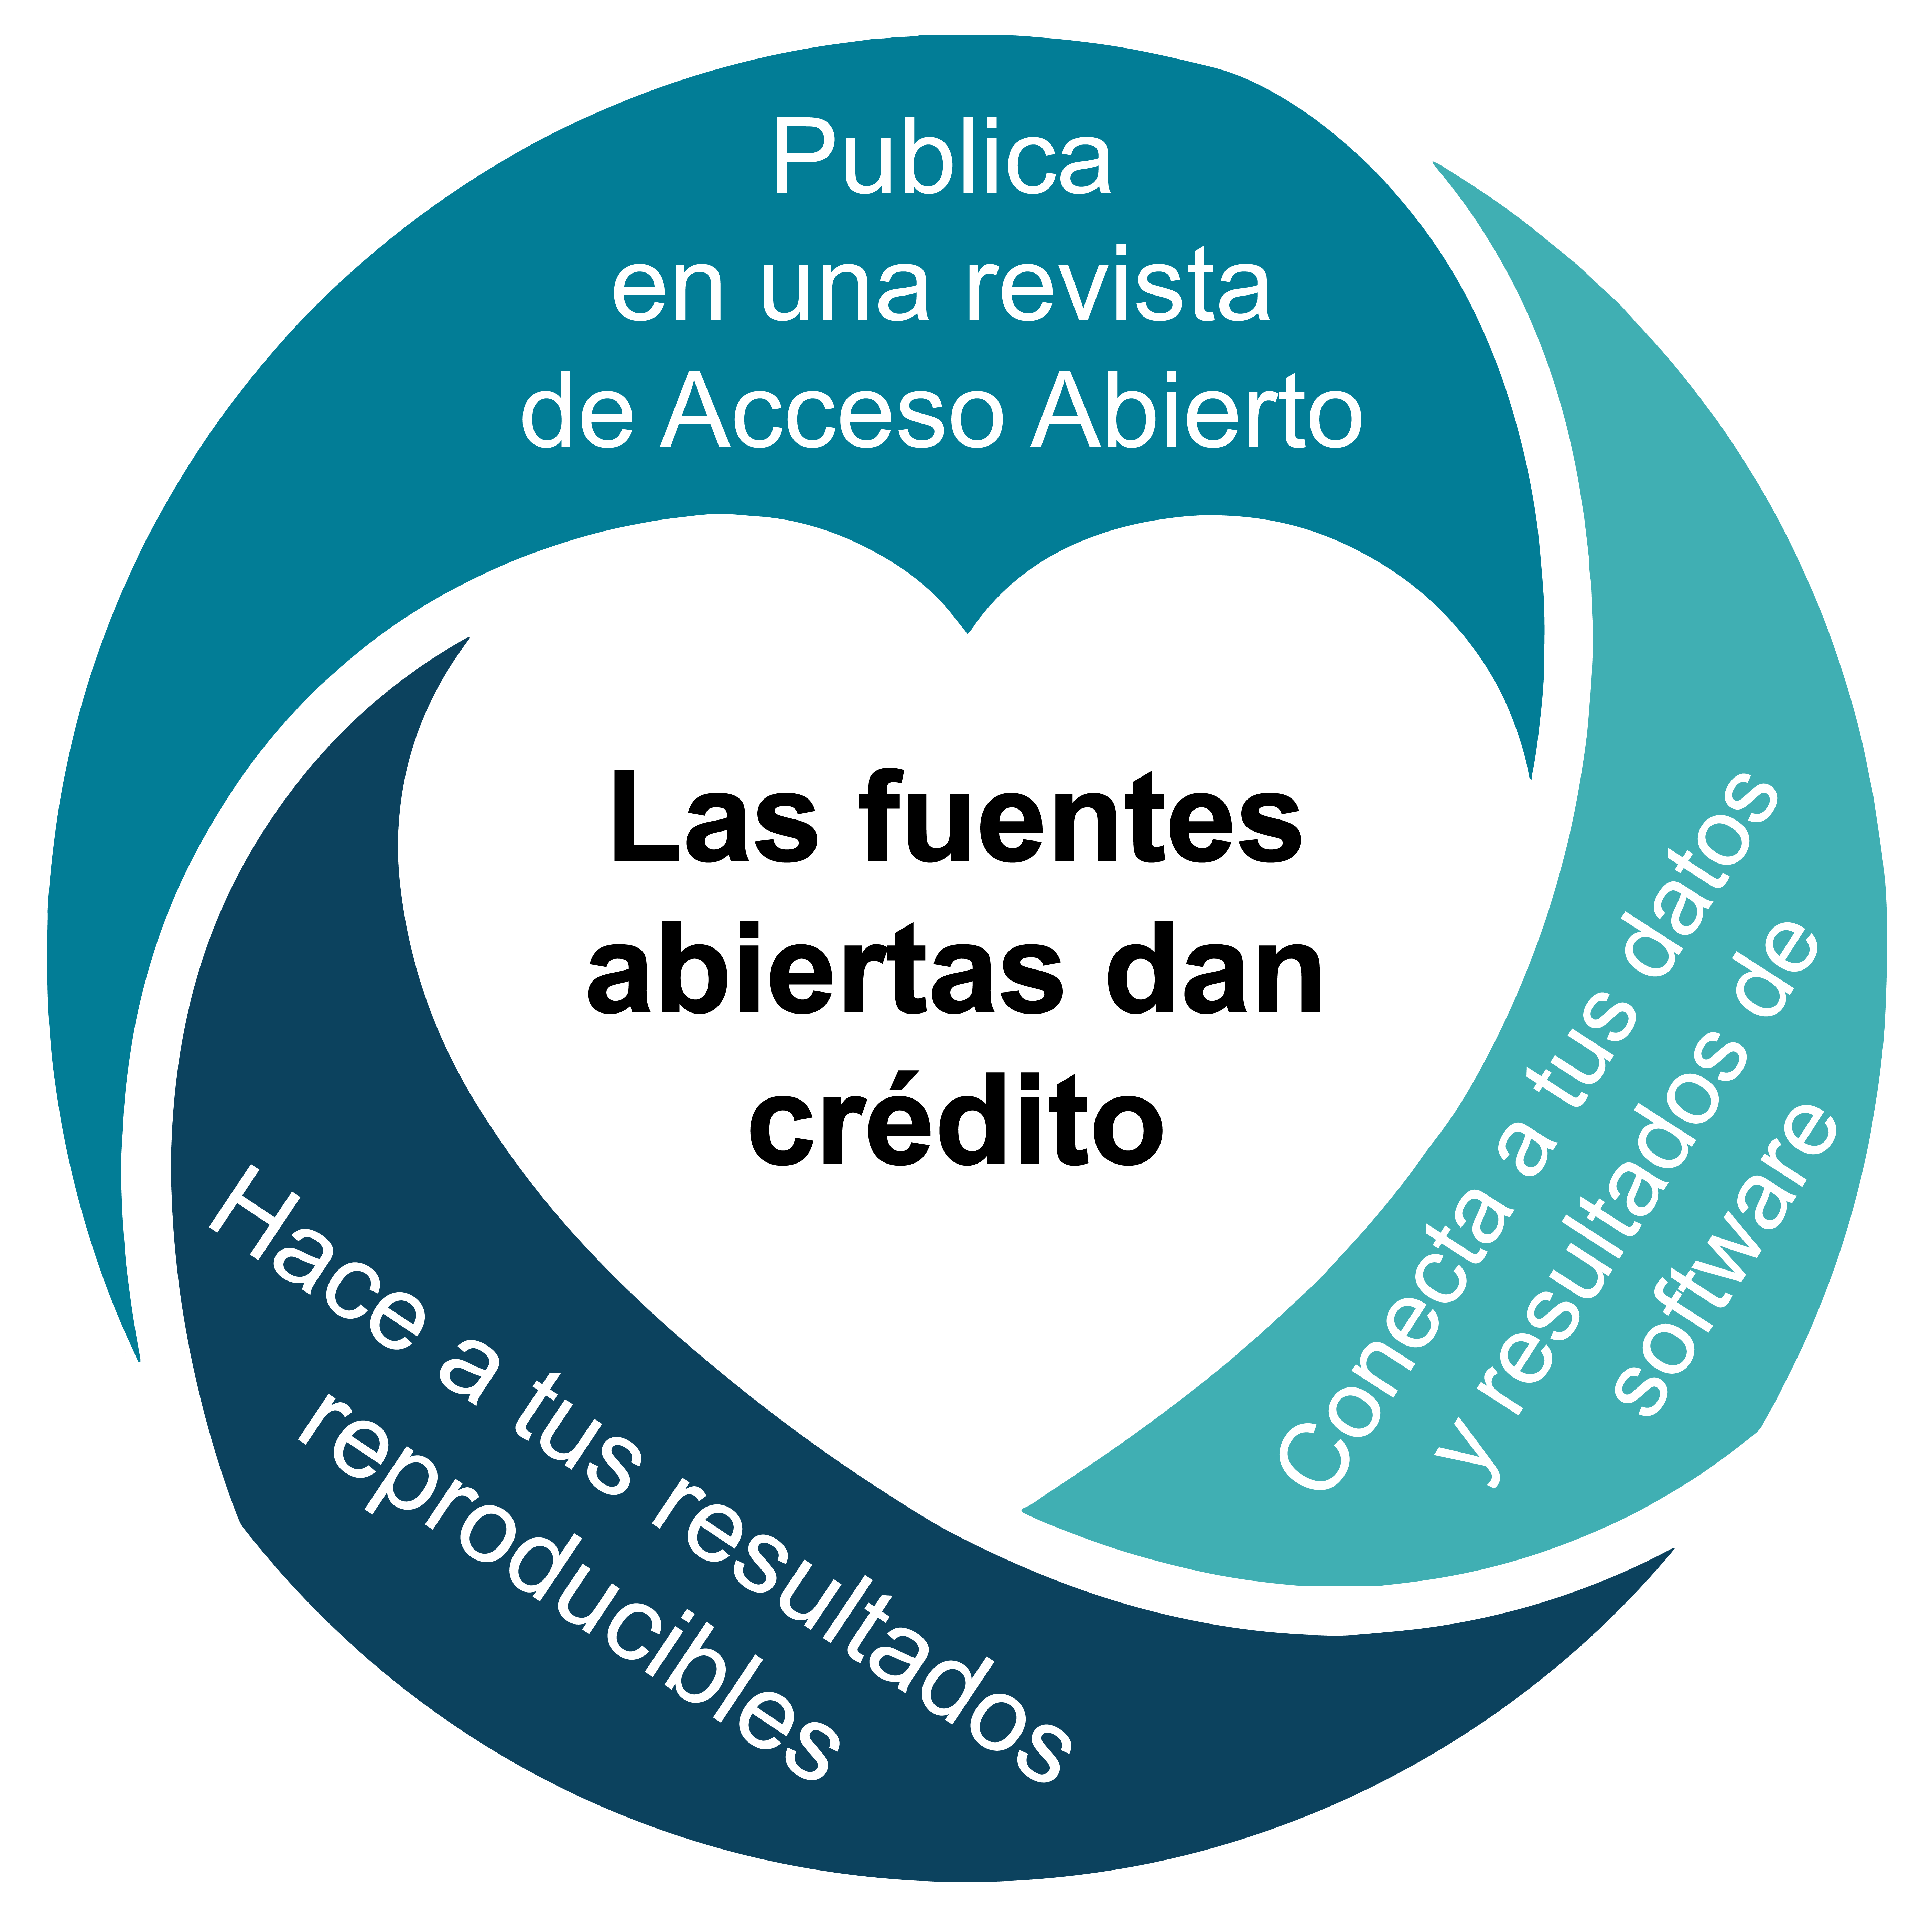 Publica
en una revista
de Acceso Abierto
Las fuentes
abiertas dan
crédito
Conecta a tus datos
y resultados de
software
Hace a tus resultados
reproducibles